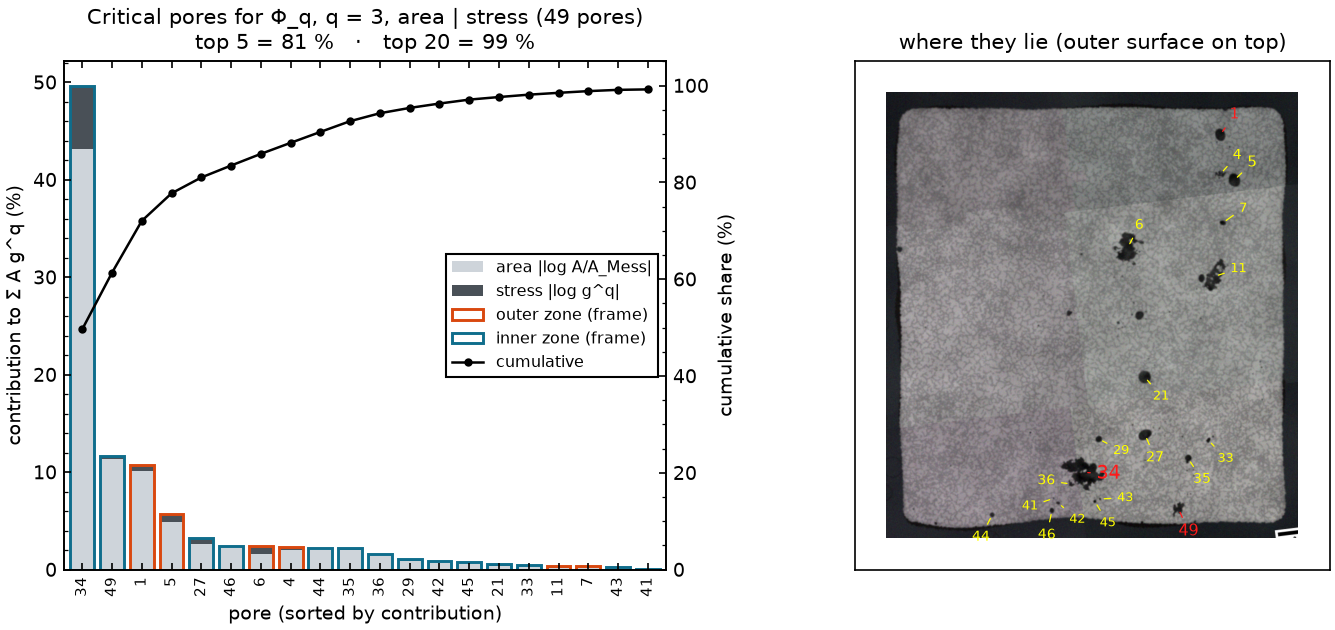 Critical pores for Φ_q, q = 3, area | stress (49 pores)
top 5 = 81 %   ·   top 20 = 99 %
contribution to Σ A g^q (%)
50
40
30
20
10
0
100
80
60
40
20
0
cumulative share (%)
area |log A/A_Mess|
stress |log g^q|
outer zone (frame)
inner zone (frame)
cumulative
34 49 1 5 27 46 6 4 44 35 36 29 42 45 21 33 11 7 43 41
pore (sorted by contribution)
where they lie (outer surface on top)
1
4
5
7
6
11
21
29
27
33
34
35
36
43
41
42
45
49
44
46